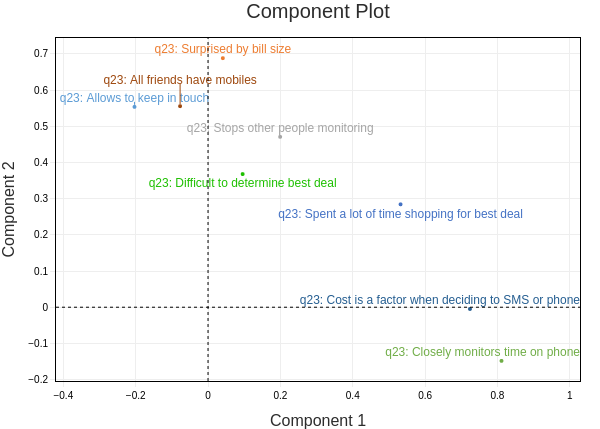 Component Plot
q23: Surprised by bill size
q23: All friends have mobiles
q23: Allows to keep in touch
q23: Stops other people monitoring
q23: Difficult to determine best deal
q23: Spent a lot of time shopping for best deal
q23: Cost is a factor when deciding to SMS or phone
q23: Closely monitors time on phone
Component 2
0.7
0.6
0.5
0.4
0.3
0.2
0.1
0
−0.1
−0.2
−0.4
−0.2
0
0.2
0.4
0.6
0.8
1
Component 1